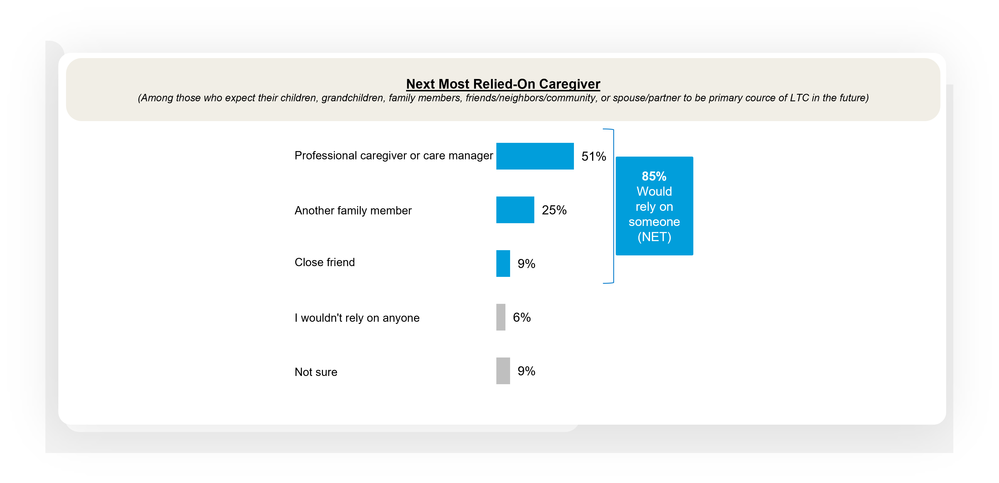 Next Most Relied-On Caregiver
(Among those who expect their children, grandchildren, family members, friends/neighbors/community, or spouse/partner to be primary cource of LTC in the future)
Professional caregiver or care manager 51%
Another family member 25%
Close friend 9%
I wouldn't rely on anyone 6%
Not sure 9%
85%
Would
rely on
someone
(NET)